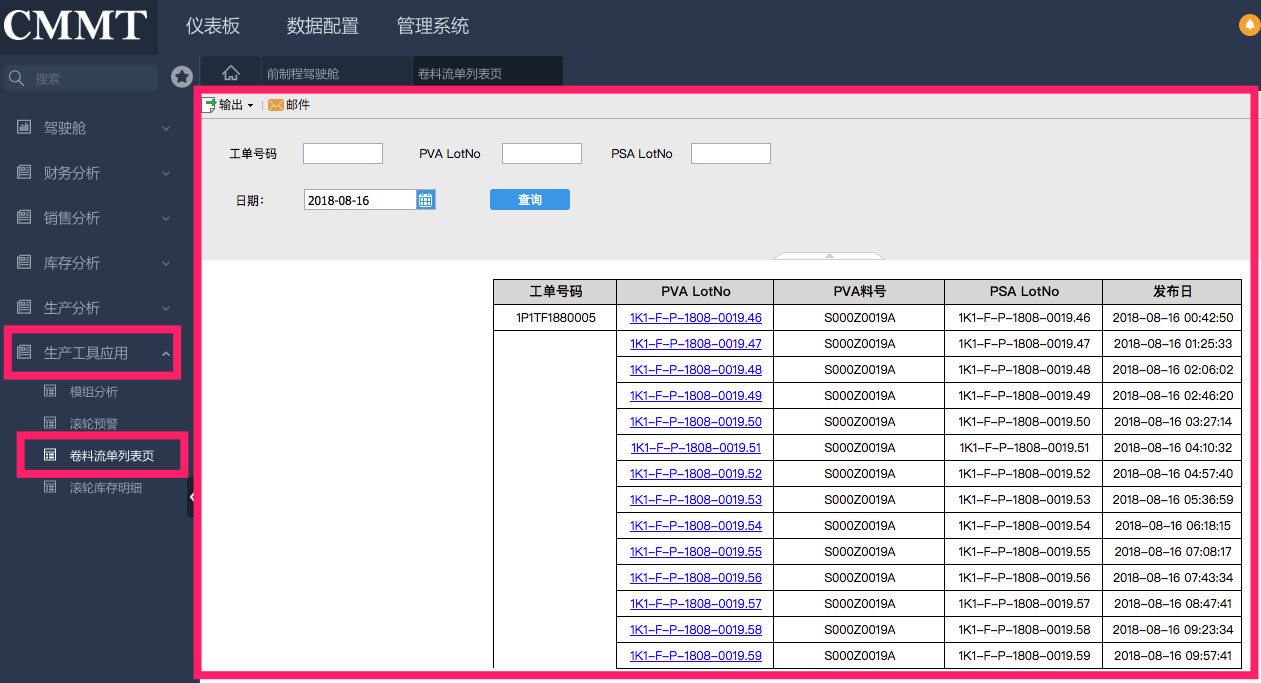 CMMT 仪表板 数据配置 管理系统
搜索
前制程驾驶舱 卷料流单列表页
驾驶舱
财务分析
销售分析
库存分析
生产分析
生产工具应用
模组分析
滚轮预警
卷料流单列表页
滚轮库存明细
输出 邮件
工单号码 PVA LotNo PSA LotNo
日期: 2018-08-16 查询
工单号码 PVA LotNo PVA料号 PSA LotNo 发布日
1P1TF1880005 1K1-F-P-1808-0019.46 S000Z0019A 1K1-F-P-1808-0019.46 2018-08-16 00:42:50
1K1-F-P-1808-0019.47 S000Z0019A 1K1-F-P-1808-0019.47 2018-08-16 01:25:33
1K1-F-P-1808-0019.48 S000Z0019A 1K1-F-P-1808-0019.48 2018-08-16 02:06:02
1K1-F-P-1808-0019.49 S000Z0019A 1K1-F-P-1808-0019.49 2018-08-16 02:46:20
1K1-F-P-1808-0019.50 S000Z0019A 1K1-F-P-1808-0019.50 2018-08-16 03:27:14
1K1-F-P-1808-0019.51 S000Z0019A 1K1-F-P-1808-0019.51 2018-08-16 04:10:32
1K1-F-P-1808-0019.52 S000Z0019A 1K1-F-P-1808-0019.52 2018-08-16 04:57:40
1K1-F-P-1808-0019.53 S000Z0019A 1K1-F-P-1808-0019.53 2018-08-16 05:36:59
1K1-F-P-1808-0019.54 S000Z0019A 1K1-F-P-1808-0019.54 2018-08-16 06:18:15
1K1-F-P-1808-0019.55 S000Z0019A 1K1-F-P-1808-0019.55 2018-08-16 07:08:17
1K1-F-P-1808-0019.56 S000Z0019A 1K1-F-P-1808-0019.56 2018-08-16 07:43:34
1K1-F-P-1808-0019.57 S000Z0019A 1K1-F-P-1808-0019.57 2018-08-16 08:47:41
1K1-F-P-1808-0019.58 S000Z0019A 1K1-F-P-1808-0019.58 2018-08-16 09:23:34
1K1-F-P-1808-0019.59 S000Z0019A 1K1-F-P-1808-0019.59 2018-08-16 09:57:41